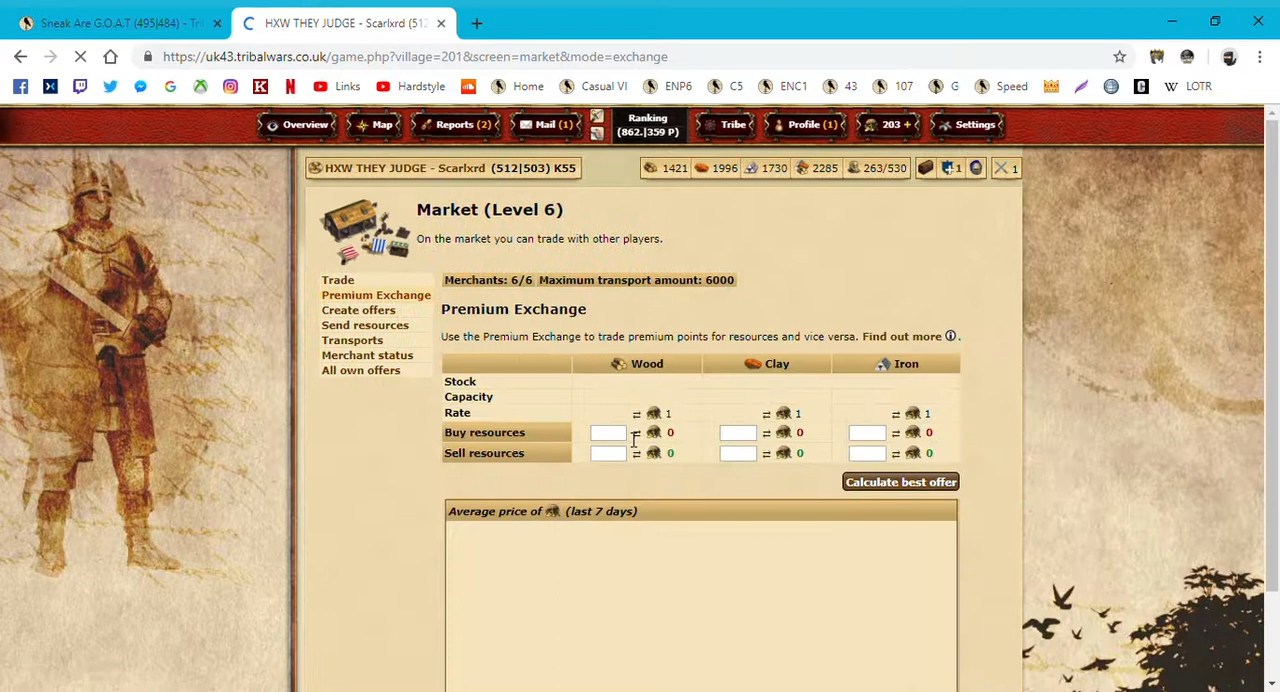 Sneak Are G.O.A.T (495|484) - Tri
HXW THEY JUDGE - Scarlxrd (512
https://uk43.tribalwars.co.uk/game.php?village=201&screen=market&mode=exchange
Links Hardstyle Home Casual VI ENP6 C5 ENC1 43 107 G Speed LOTR
Overview Map Reports (2) Mail (1) Ranking Tribe Profile (1) 203 + Settings
(862.|359 P)
HXW THEY JUDGE - Scarlxrd (512|503) K55 1421 1996 1730 2285 263/530 1 1
Market (Level 6)
On the market you can trade with other players.
Trade
Premium Exchange
Create offers
Send resources
Transports
Merchant status
All own offers
Merchants: 6/6 Maximum transport amount: 6000
Premium Exchange
Use the Premium Exchange to trade premium points for resources and vice versa. Find out more .
Wood Clay Iron
Stock
Capacity
Rate 1 1 1
Buy resources 0 0 0
Sell resources 0 0 0
Calculate best offer
Average price of (last 7 days)